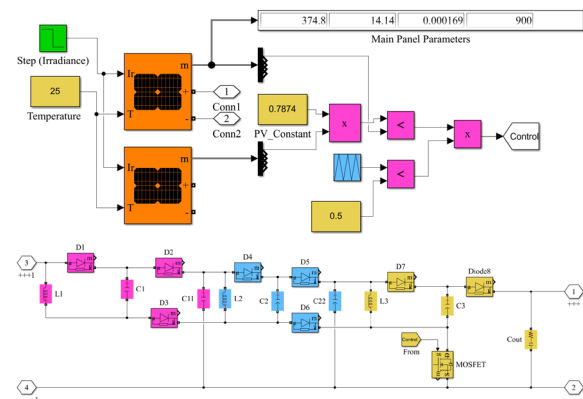 374.8 14.14 0.000169 900
Main Panel Parameters
Step (Irradiance)
Ir
T
m
+
-
1
Conn1
2
Conn2
25
Temperature
Ir
T
m
+
-
0.7874
PV_Constant
x
<
x
Control
<
0.5
3
+++1
D1
D2
D4
D5
D7
Diode8
1
+++
L1
C1
C11
L2
C2
C22
L3
C3
D3
D6
Control
From
MOSFET
Cout
4
2